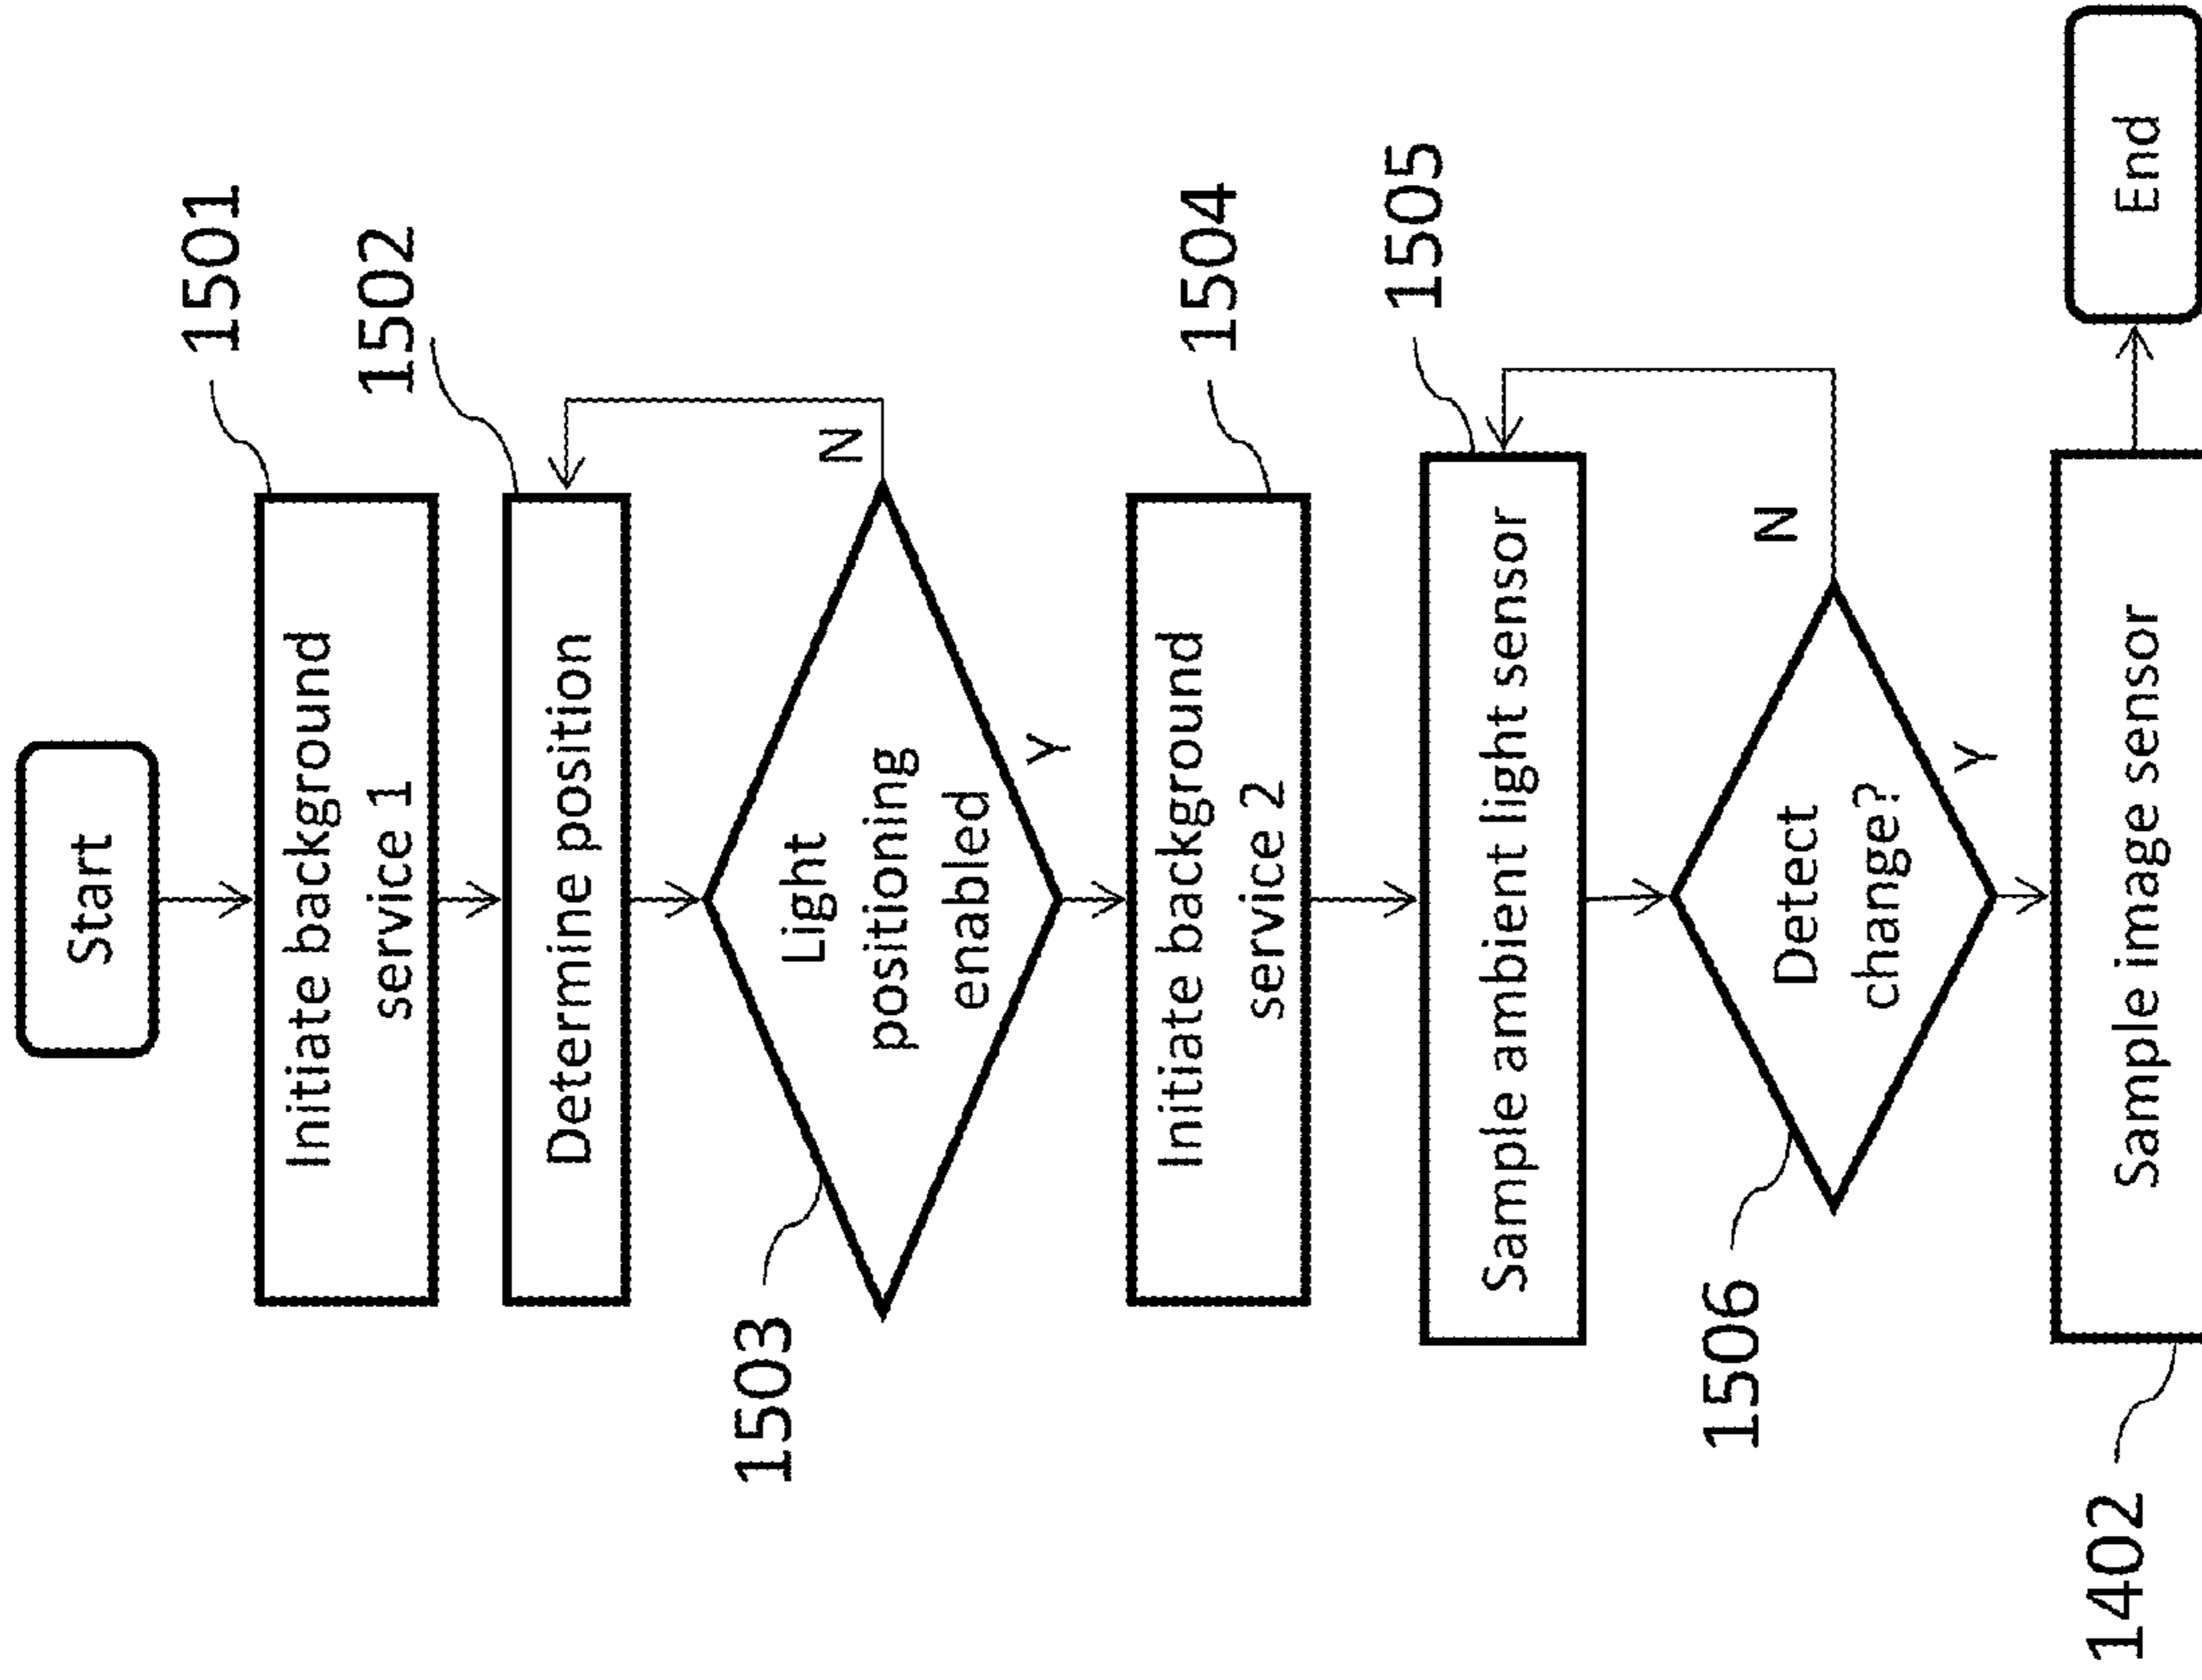 Start
1501
Initiate background
service 1
1502
Determine position
1503
Light
positioning
enabled
N
Y
1504
Initiate background
service 2
1505
Sample ambient light sensor
1506
Detect
change?
N
Y
1402
Sample image sensor
End